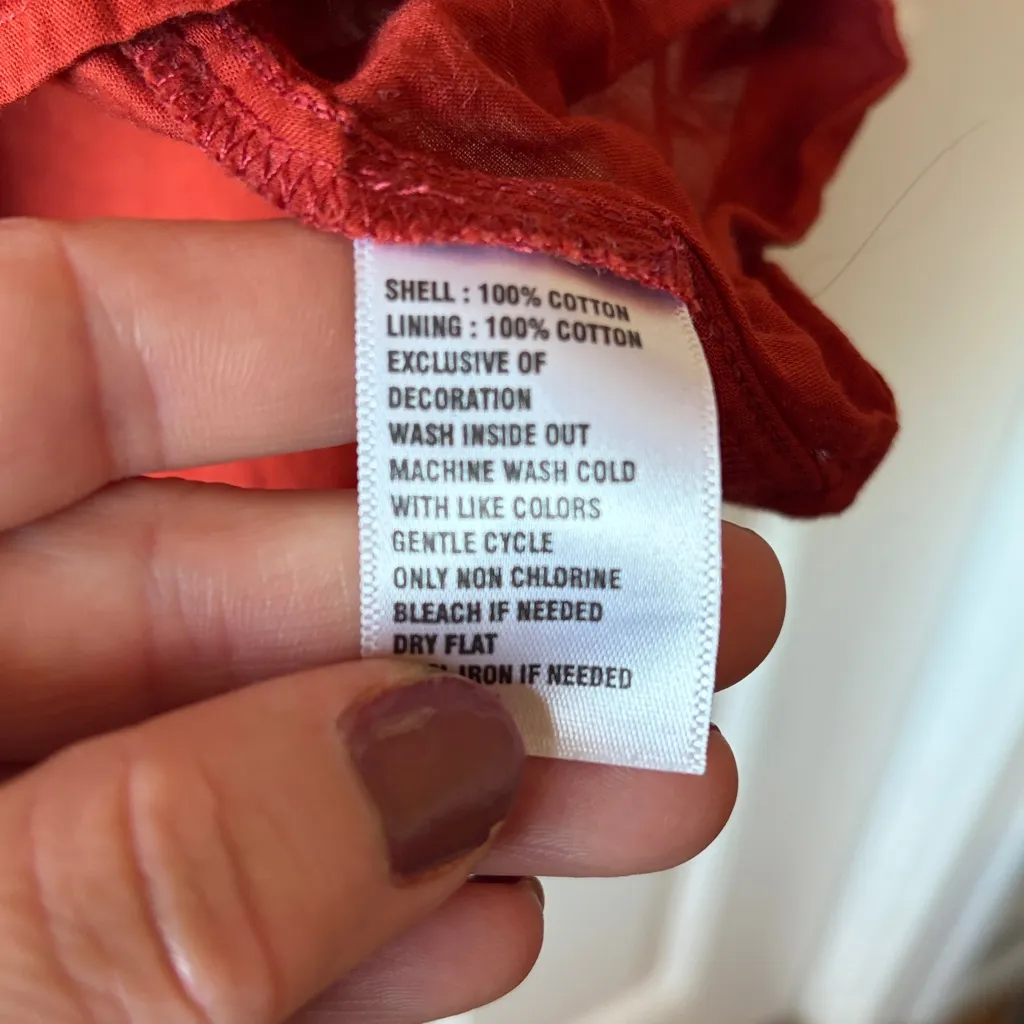 SHELL : 100% COTTON
LINING : 100% COTTON
EXCLUSIVE OF
DECORATION
WASH INSIDE OUT
MACHINE WASH COLD
WITH LIKE COLORS
GENTLE CYCLE
ONLY NON CHLORINE
BLEACH IF NEEDED
DRY FLAT
IRON IF NEEDED